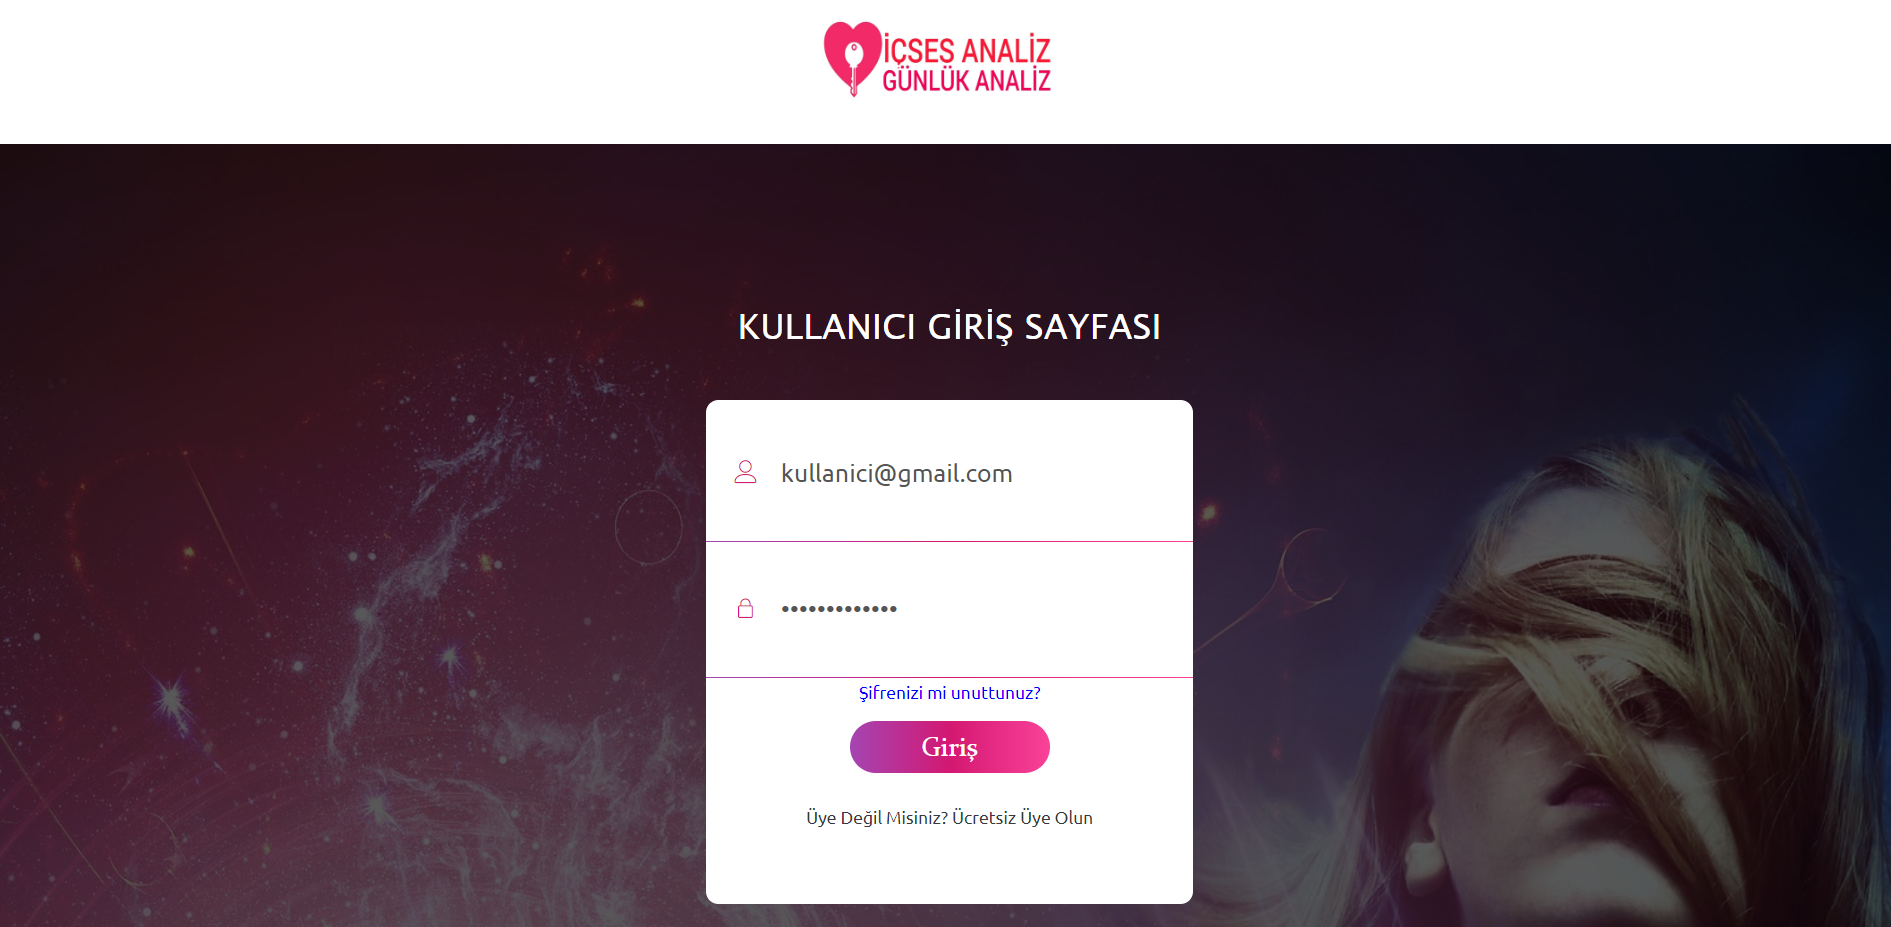 İÇSES ANALİZ
GÜNLÜK ANALİZ
KULLANICI GİRİŞ SAYFASI
kullanici@gmail.com
•••••••••••••
Şifrenizi mi unuttunuz?
Giriş
Üye Değil Misiniz? Ücretsiz Üye Olun